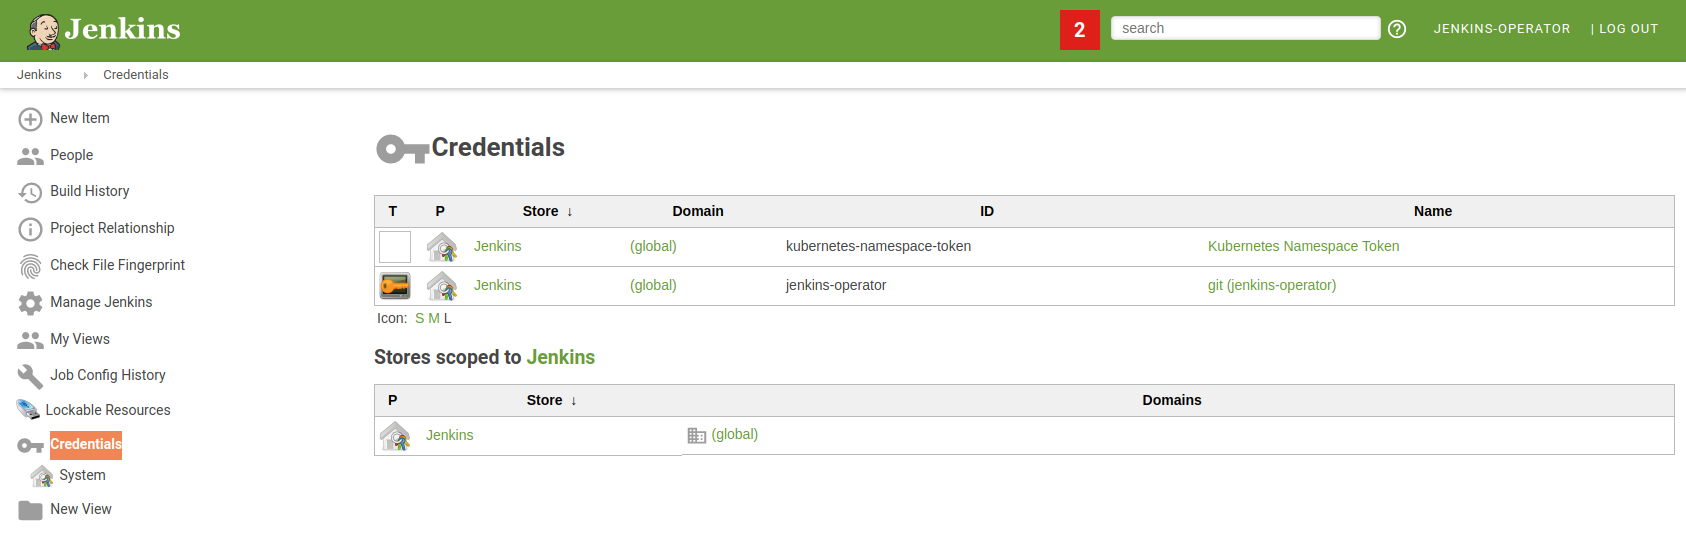 Jenkins
2
search
JENKINS-OPERATOR
| LOG OUT
Jenkins
Credentials
New Item
People
Build History
Project Relationship
Check File Fingerprint
Manage Jenkins
My Views
Job Config History
Lockable Resources
Credentials
System
New View
Credentials
T P Store ↓ Domain ID Name
Jenkins (global) kubernetes-namespace-token Kubernetes Namespace Token
Jenkins (global) jenkins-operator git (jenkins-operator)
Icon: S M L
Stores scoped to Jenkins
P Store ↓ Domains
Jenkins (global)